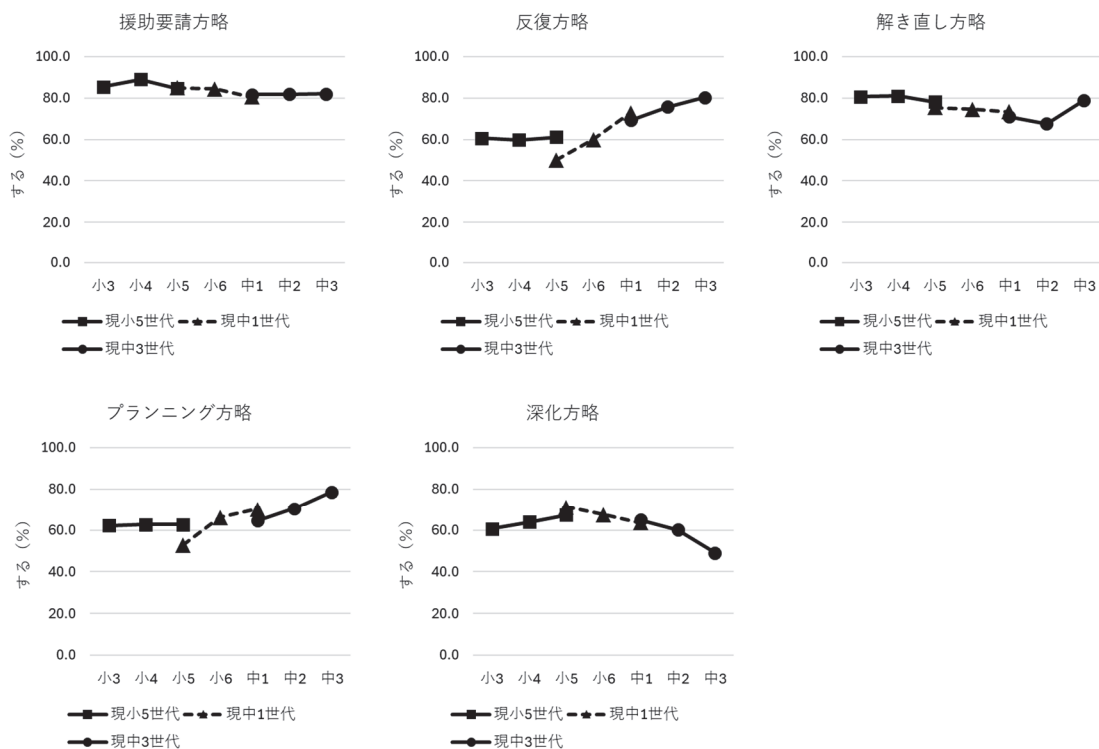 援助要請方略
100.0
80.0
60.0
40.0
20.0
0.0
する（%）
小3 小4 小5 小6 中1 中2 中3
現小5世代 現中1世代
現中3世代
反復方略
100.0
80.0
60.0
40.0
20.0
0.0
する（%）
小3 小4 小5 小6 中1 中2 中3
現小5世代 現中1世代
現中3世代
解き直し方略
100.0
80.0
60.0
40.0
20.0
0.0
する（%）
小3 小4 小5 小6 中1 中2 中3
現小5世代 現中1世代
現中3世代
プランニング方略
100.0
80.0
60.0
40.0
20.0
0.0
する（%）
小3 小4 小5 小6 中1 中2 中3
現小5世代 現中1世代
現中3世代
深化方略
100.0
80.0
60.0
40.0
20.0
0.0
する（%）
小3 小4 小5 小6 中1 中2 中3
現小5世代 現中1世代
現中3世代